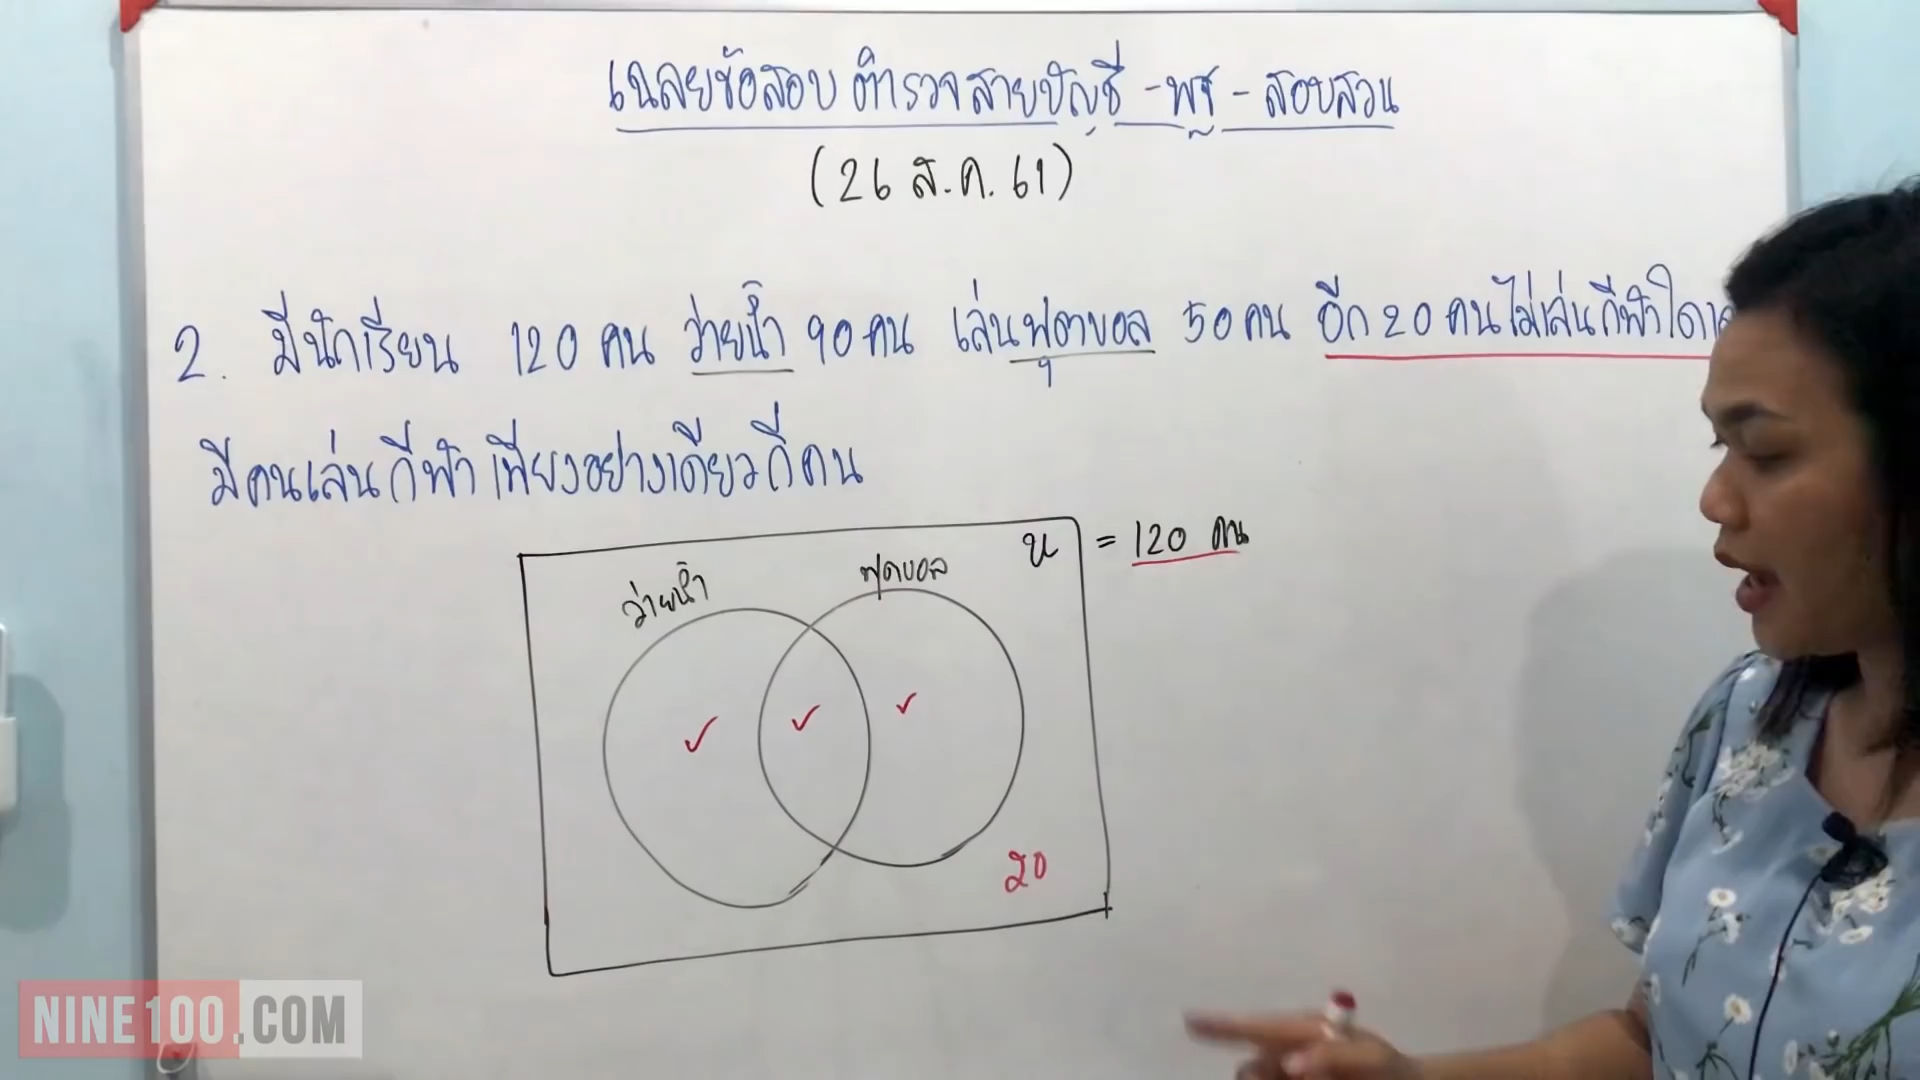 เฉลยข้อสอบ ตำรวจสายบัญชี - พฐ - สอบสวน
(26 ส.ค. 61)
2. มีนักเรียน 120 คน ว่ายน้ำ 90 คน เล่นฟุตบอล 50 คน อีก 20 คนไม่เล่นกีฬาใด
มีคนเล่นกีฬาเพียงอย่างเดียวกี่คน
U = 120 คน
ว่ายน้ำ ฟุตบอล
20
NINE100.COM